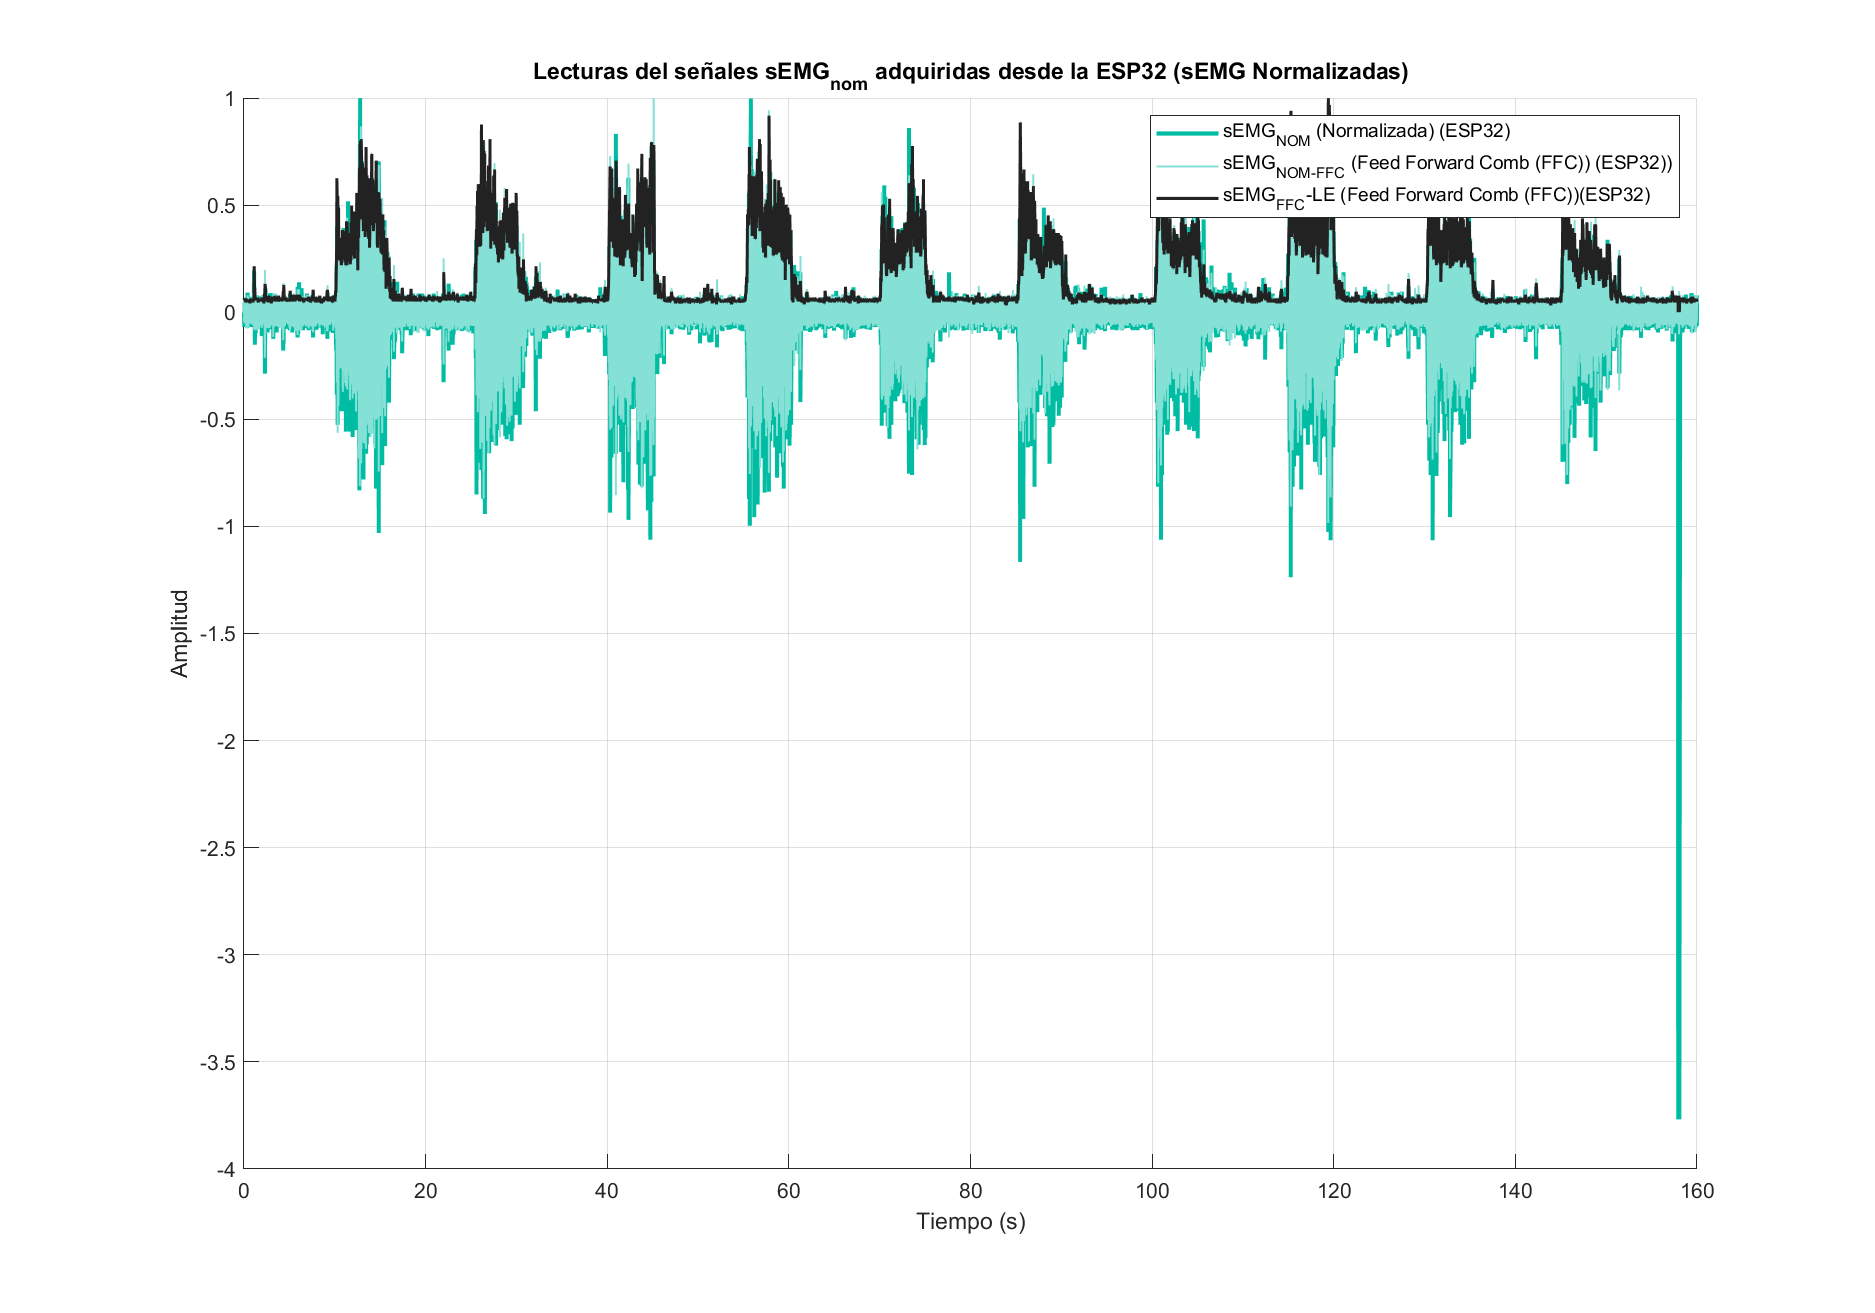 Lecturas del señales sEMGnom adquiridas desde la ESP32 (sEMG Normalizadas)
sEMGNOM (Normalizada) (ESP32)
sEMGNOM-FFC (Feed Forward Comb (FFC)) (ESP32))
sEMGFFC-LE (Feed Forward Comb (FFC))(ESP32)
Amplitud
1
0.5
0
-0.5
-1
-1.5
-2
-2.5
-3
-3.5
-4
0 20 40 60 80 100 120 140 160
Tiempo (s)